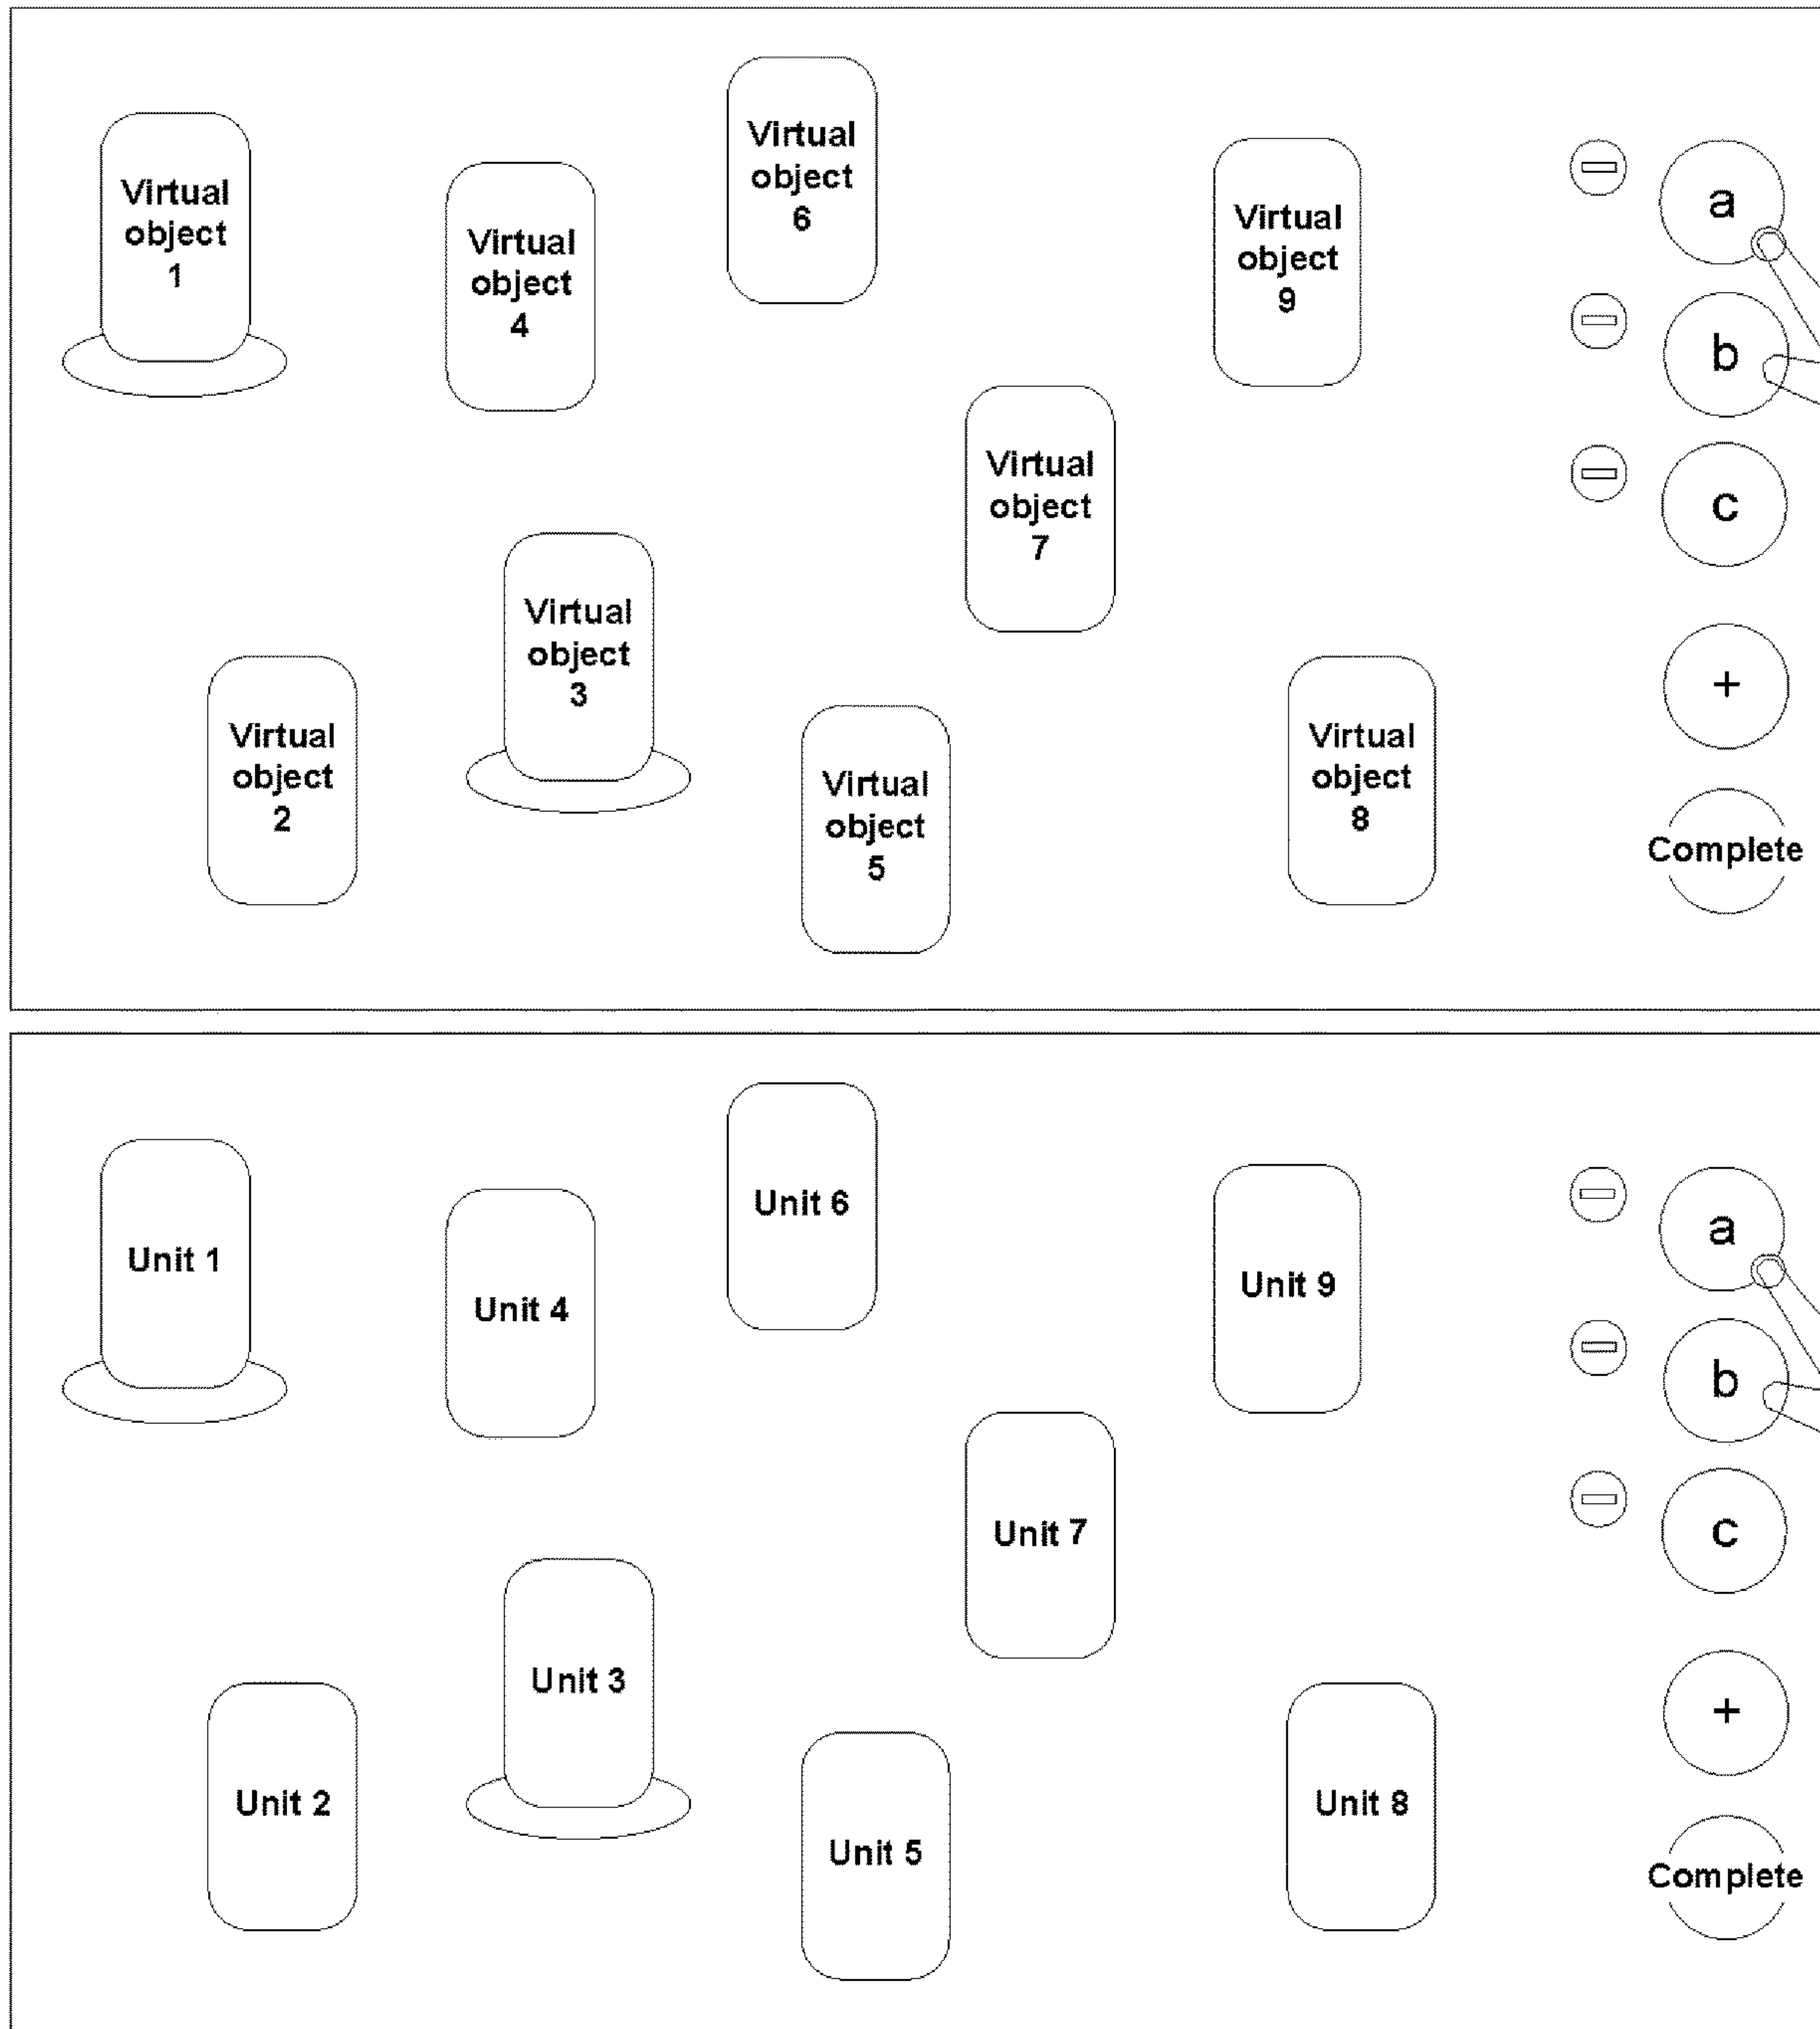 Virtual
object
6
Virtual
object
1
Virtual
object
4
Virtual
object
9
a
b
Virtual
object
7
c
Virtual
object
3
+
Virtual
object
2
Virtual
object
5
Virtual
object
8
Complete
Unit 6
Unit 1
Unit 4
Unit 9
a
b
Unit 7
c
Unit 3
+
Unit 2
Unit 5
Unit 8
Complete